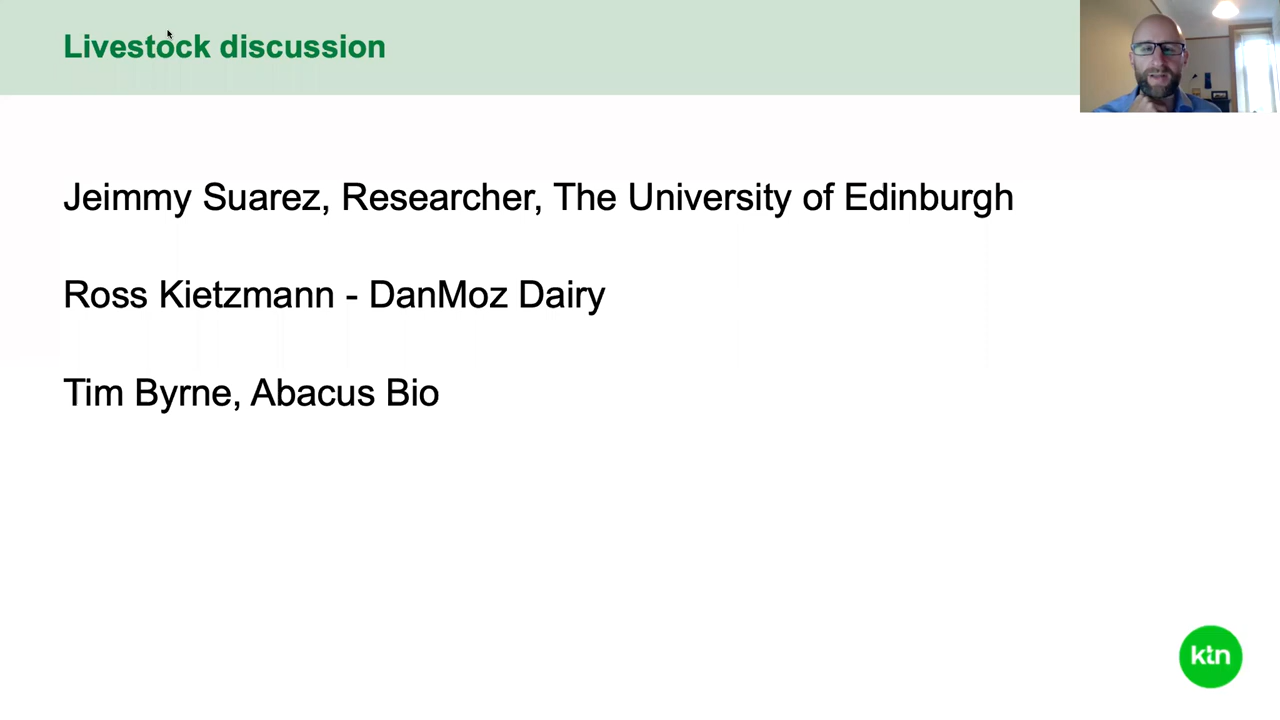 Livestock discussion
Jeimmy Suarez, Researcher, The University of Edinburgh
Ross Kietzmann - DanMoz Dairy
Tim Byrne, Abacus Bio
ktn